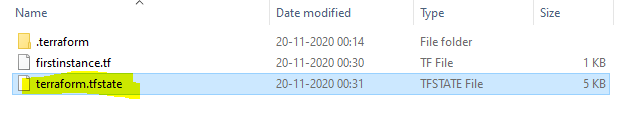 Name Date modified Type Size
.terraform 20-11-2020 00:14 File folder
firstinstance.tf 20-11-2020 00:30 TF File 1 KB
terraform.tfstate 20-11-2020 00:31 TFSTATE File 5 KB